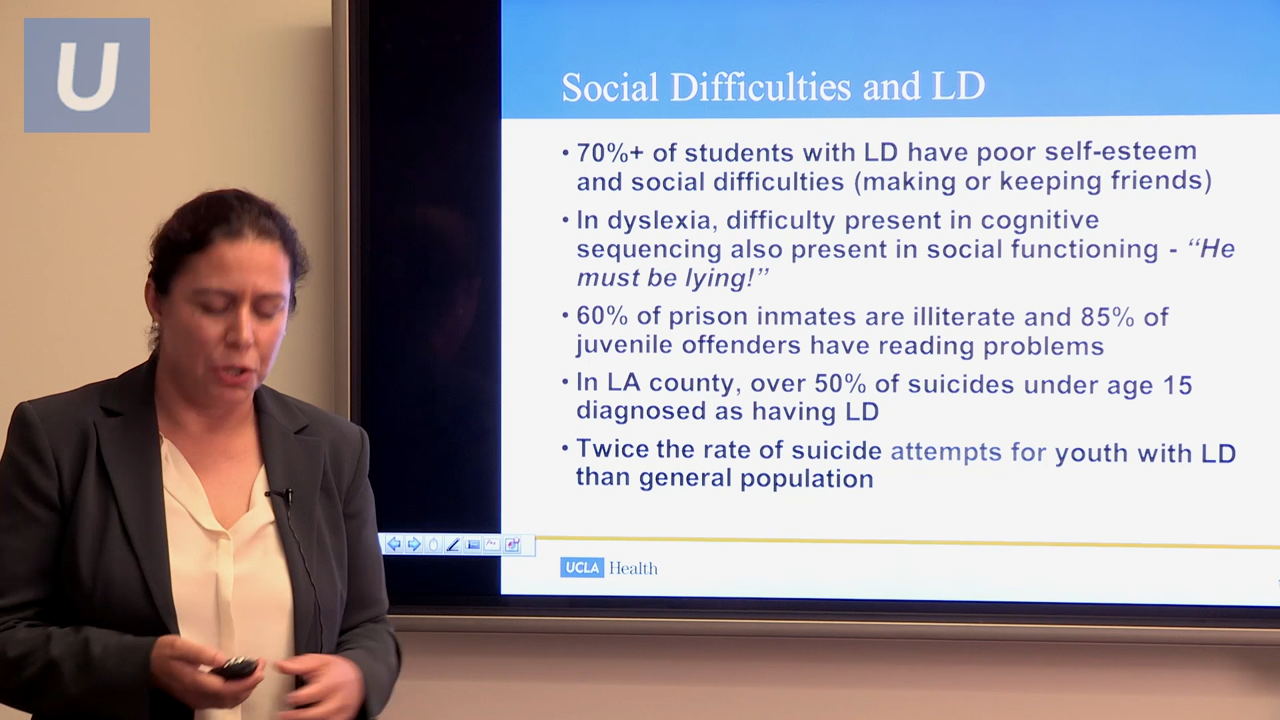 U
Social Difficulties and LD
• 70%+ of students with LD have poor self-esteem
and social difficulties (making or keeping friends)
• In dyslexia, difficulty present in cognitive
sequencing also present in social functioning - “He
must be lying!”
• 60% of prison inmates are illiterate and 85% of
juvenile offenders have reading problems
• In LA county, over 50% of suicides under age 15
diagnosed as having LD
• Twice the rate of suicide attempts for youth with LD
than general population
UCLA Health